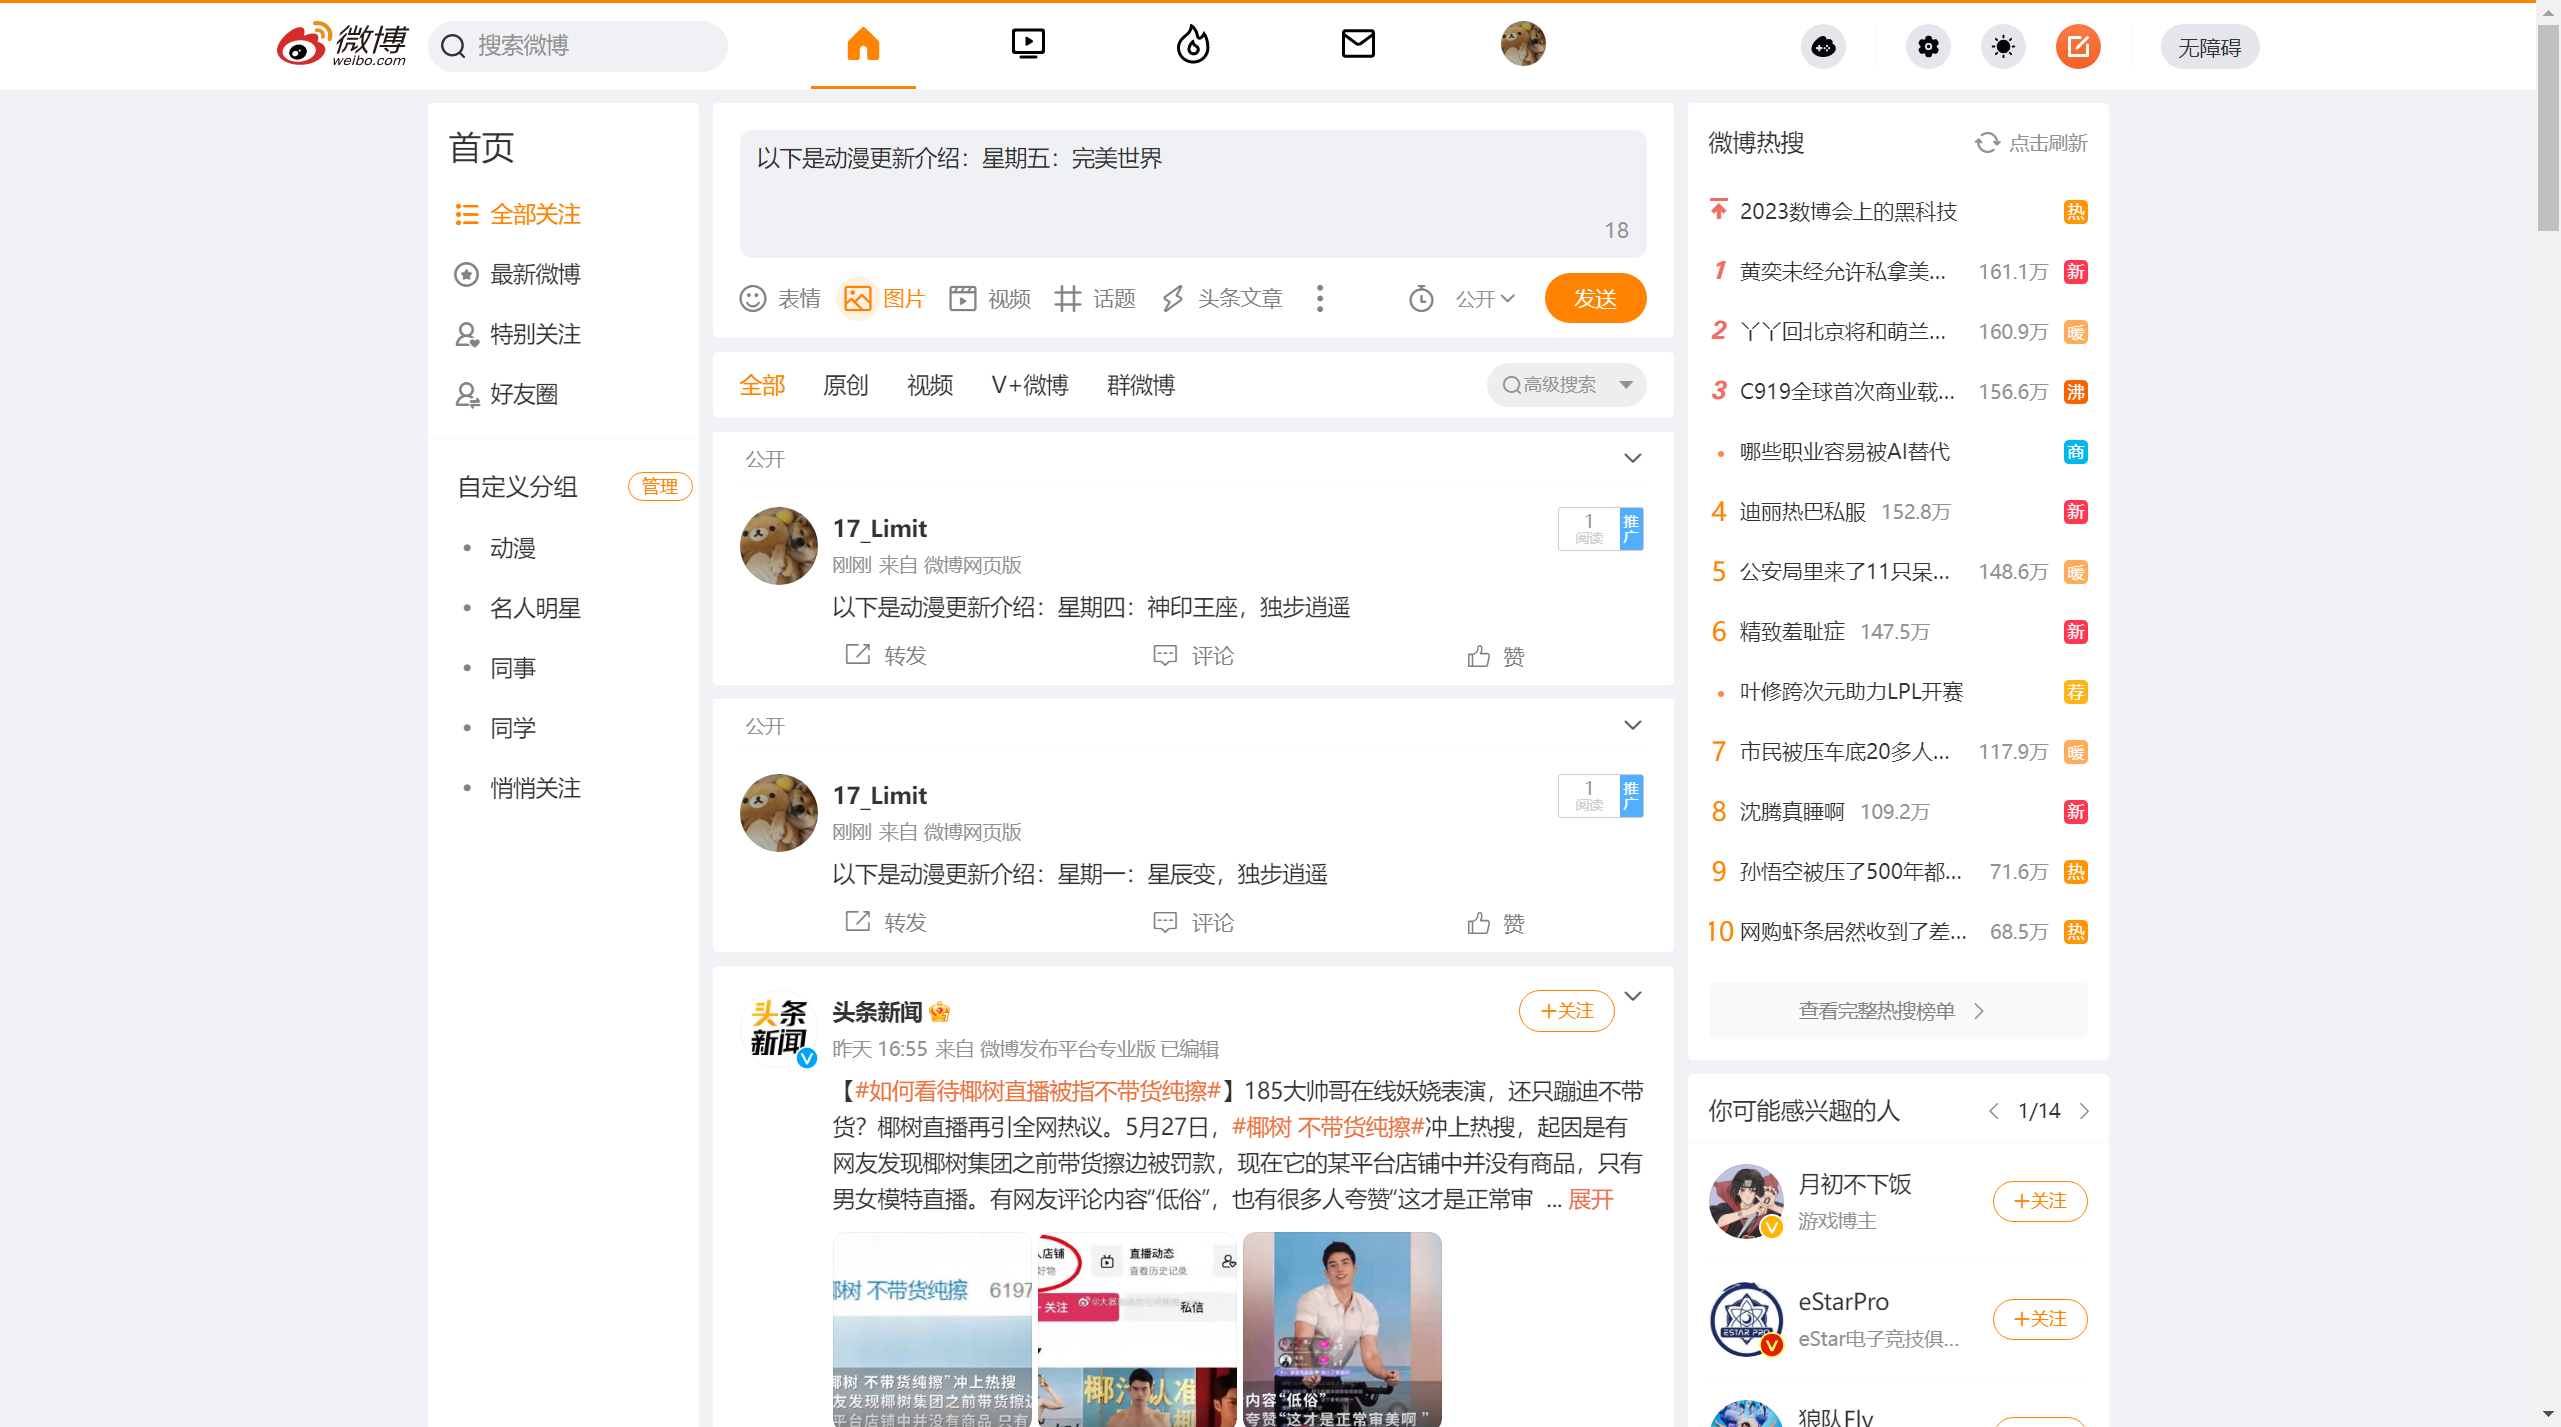 微博
weibo.com
搜索微博
无障碍
首页
全部关注
最新微博
特别关注
好友圈
自定义分组
管理
动漫
名人明星
同事
同学
悄悄关注
以下是动漫更新介绍：星期五：完美世界
18
表情
图片
视频
话题
头条文章
公开
发送
全部
原创
视频
V+微博
群微博
高级搜索
公开
17_Limit
1
阅读
推广
刚刚 来自 微博网页版
以下是动漫更新介绍：星期四：神印王座，独步逍遥
转发
评论
赞
公开
17_Limit
1
阅读
推广
刚刚 来自 微博网页版
以下是动漫更新介绍：星期一：星辰变，独步逍遥
转发
评论
赞
头条新闻
头条新闻
+关注
昨天 16:55 来自 微博发布平台专业版 已编辑
【#如何看待椰树直播被指不带货纯擦#】185大帅哥在线妖娆表演，还只蹦迪不带
货？椰树直播再引全网热议。5月27日，#椰树 不带货纯擦#冲上热搜，起因是有
网友发现椰树集团之前带货擦边被罚款，现在它的某平台店铺中并没有商品，只有
男女模特直播。有网友评论内容“低俗”，也有很多人夸赞“这才是正常审 ... 展开
椰树 不带货纯擦
6197
椰树 不带货纯擦”冲上热搜
友发现椰树集团之前带货擦边
平台店铺中并没有商品 只有
人店铺
好物
直播动态
查看历史记录
关注
私信
椰汁认准
内容“低俗”
夸赞“这才是正常审美啊 ”
微博热搜
点击刷新
2023数博会上的黑科技 热
1 黄奕未经允许私拿美... 161.1万 新
2 丫丫回北京将和萌兰... 160.9万 暖
3 C919全球首次商业载... 156.6万 沸
哪些职业容易被AI替代 商
4 迪丽热巴私服 152.8万 新
5 公安局里来了11只呆... 148.6万 暖
6 精致羞耻症 147.5万 新
叶修跨次元助力LPL开赛 荐
7 市民被压车底20多人... 117.9万 暖
8 沈腾真睡啊 109.2万 新
9 孙悟空被压了500年都... 71.6万 热
10 网购虾条居然收到了差... 68.5万 热
查看完整热搜榜单
你可能感兴趣的人
1/14
月初不下饭
游戏博主
+关注
ESTAR PRO
eStarPro
eStar电子竞技俱...
+关注
狼队Fly